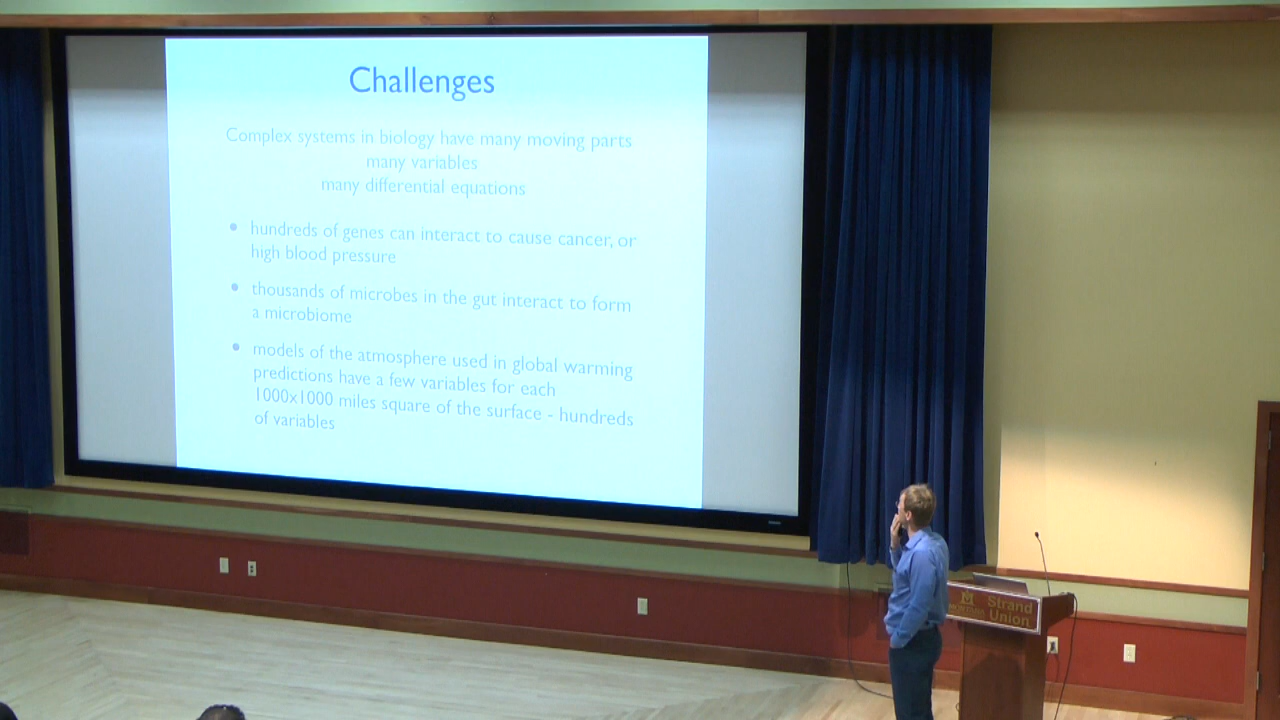 Challenges
Complex systems in biology have many moving parts
many variables
many differential equations
• hundreds of genes can interact to cause cancer, or
high blood pressure
• thousands of microbes in the gut interact to form
a microbiome
• models of the atmosphere used in global warming
predictions have a few variables for each
1000x1000 miles square of the surface - hundreds
of variables
M
MONTANA
Strand
Union